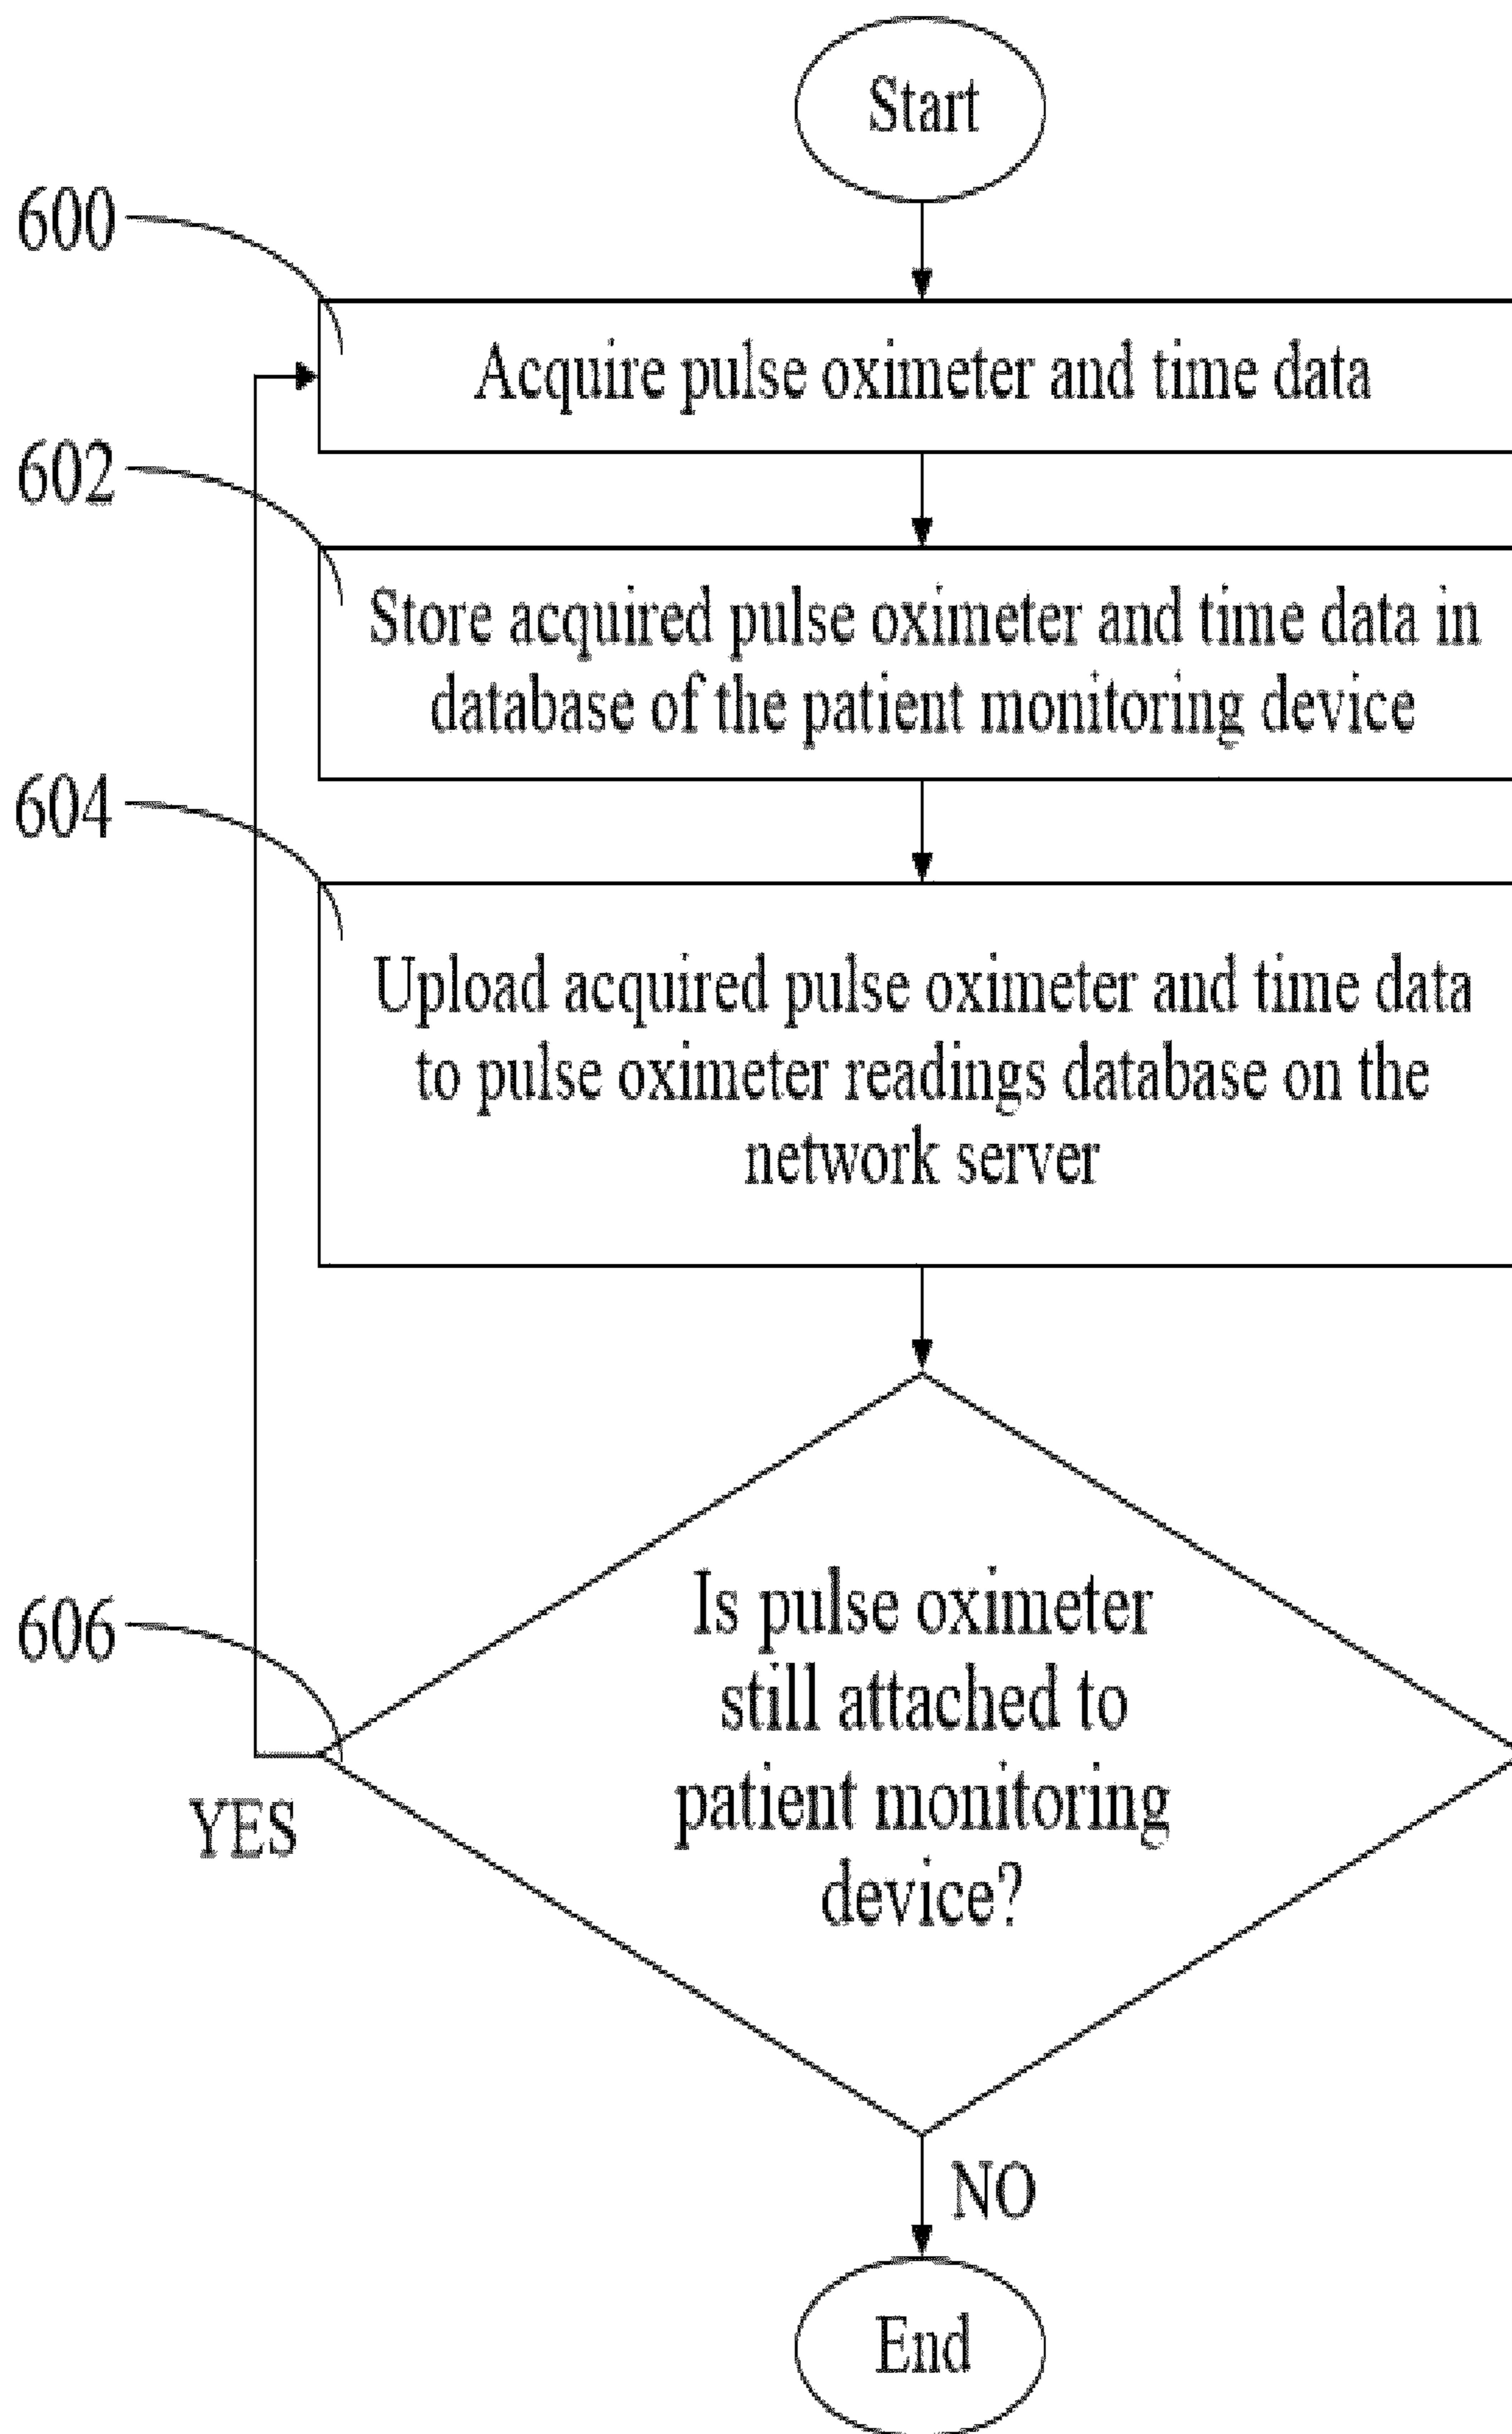 Start
600
Acquire pulse oximeter and time data
602
Store acquired pulse oximeter and time data in
database of the patient monitoring device
604
Upload acquired pulse oximeter and time data
to pulse oximeter readings database on the
network server
606
Is pulse oximeter
still attached to
patient monitoring
device?
YES
NO
End